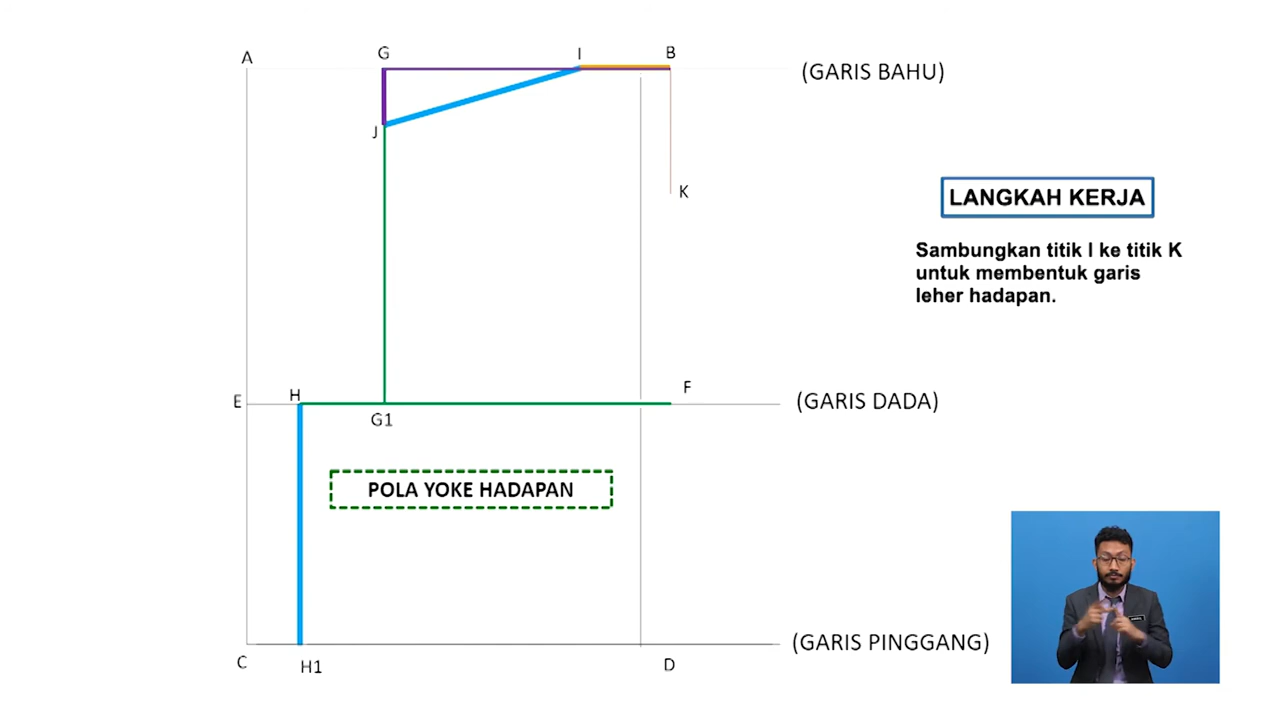 A
G
I
B
(GARIS BAHU)
J
K
LANGKAH KERJA
Sambungkan titik I ke titik K
untuk membentuk garis
leher hadapan.
E
H
F
(GARIS DADA)
G1
POLA YOKE HADAPAN
(GARIS PINGGANG)
C
H1
D